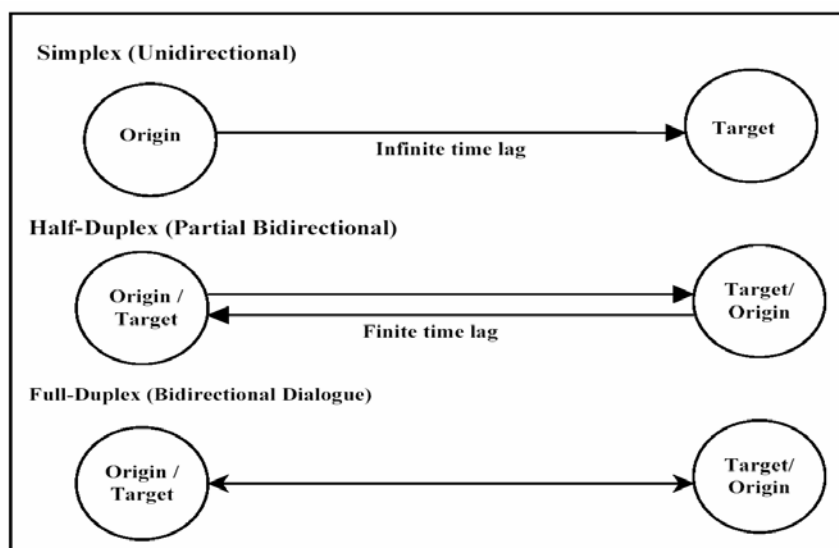 Simplex (Unidirectional)
Origin
Target
Infinite time lag
Half-Duplex (Partial Bidirectional)
Origin /
Target
Target/
Origin
Finite time lag
Full-Duplex (Bidirectional Dialogue)
Origin /
Target
Target/
Origin